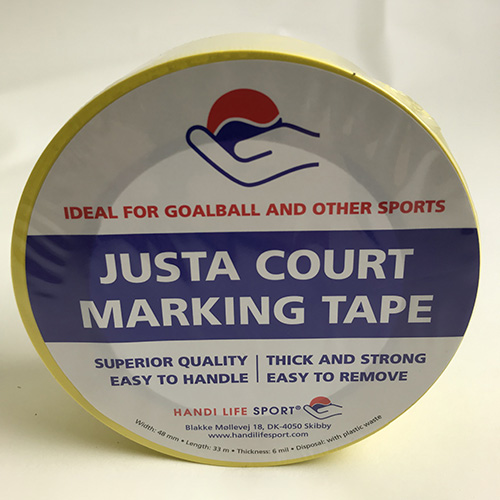 IDEAL FOR GOALBALL AND OTHER SPORTS
JUSTA COURT
MARKING TAPE
SUPERIOR QUALITY | THICK AND STRONG
EASY TO HANDLE | EASY TO REMOVE
HANDI LIFE SPORT®
Blakke Møllevej 18, DK-4050 Skibby
www.handilifesport.com
Width: 48 mm • Length: 33 m • Thickness: 6 mil • Disposal: with plastic waste